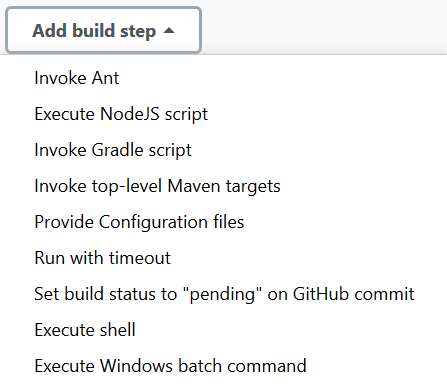 Add build step
Invoke Ant
Execute NodeJS script
Invoke Gradle script
Invoke top-level Maven targets
Provide Configuration files
Run with timeout
Set build status to "pending" on GitHub commit
Execute shell
Execute Windows batch command